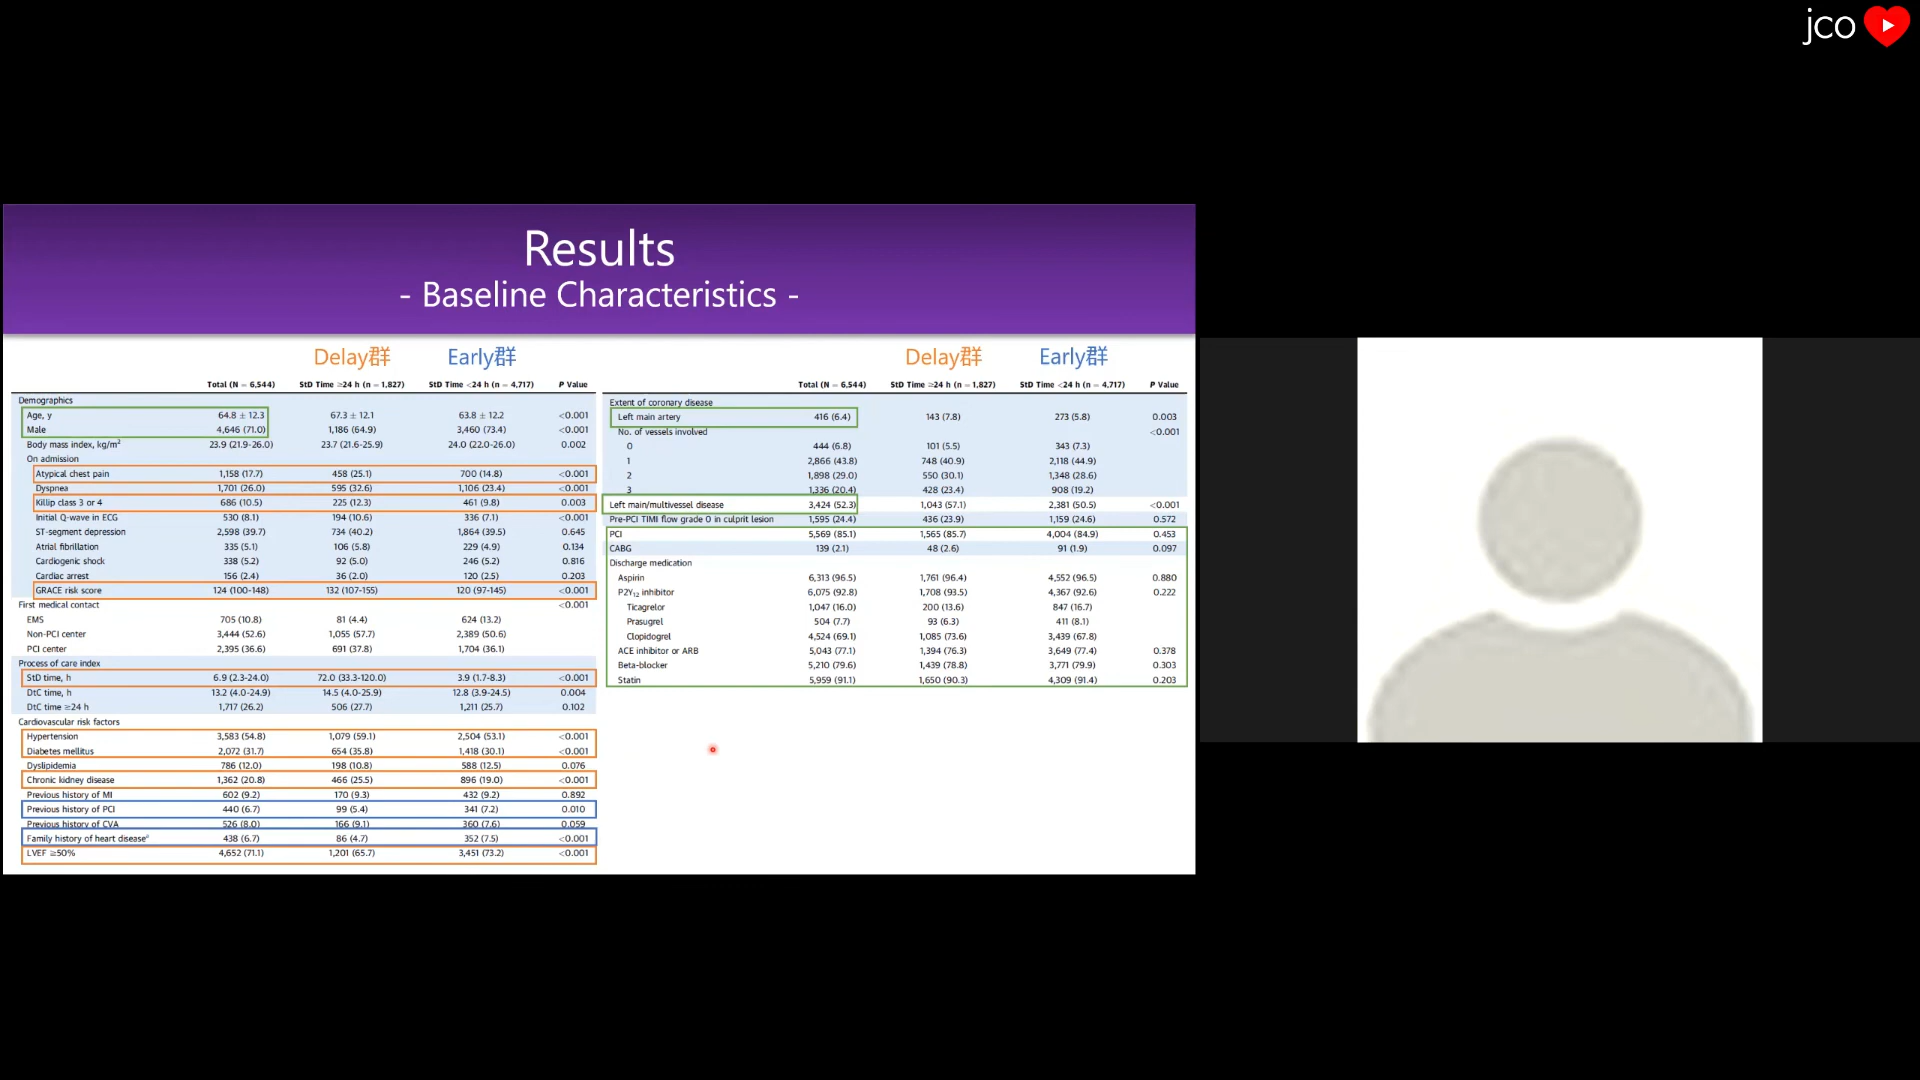 jco
Results
- Baseline Characteristics -
Delay群 Early群
Total (N = 6,544) StD Time ≥24 h (n = 1,827) StD Time <24 h (n = 4,717) P Value
Demographics
Age, y 64.8 ± 12.3 67.3 ± 12.1 63.8 ± 12.2 <0.001
Male 4,646 (71.0) 1,186 (64.9) 3,460 (73.4) <0.001
Body mass index, kg/m² 23.9 (21.9-26.0) 23.7 (21.6-25.9) 24.0 (22.0-26.0) 0.002
On admission
Atypical chest pain 1,158 (17.7) 458 (25.1) 700 (14.8) <0.001
Dyspnea 1,701 (26.0) 595 (32.6) 1,106 (23.4) <0.001
Killip class 3 or 4 686 (10.5) 225 (12.3) 461 (9.8) 0.003
Initial Q-wave in ECG 530 (8.1) 194 (10.6) 336 (7.1) <0.001
ST-segment depression 2,598 (39.7) 734 (40.2) 1,864 (39.5) 0.645
Atrial fibrillation 335 (5.1) 106 (5.8) 229 (4.9) 0.134
Cardiogenic shock 338 (5.2) 92 (5.0) 246 (5.2) 0.816
Cardiac arrest 156 (2.4) 36 (2.0) 120 (2.5) 0.203
GRACE risk score 124 (100-148) 132 (107-155) 120 (97-145) <0.001
First medical contact <0.001
EMS 705 (10.8) 81 (4.4) 624 (13.2)
Non-PCI center 3,444 (52.6) 1,055 (57.7) 2,389 (50.6)
PCI center 2,395 (36.6) 691 (37.8) 1,704 (36.1)
Process of care index
StD time, h 6.9 (2.3-24.0) 72.0 (33.3-120.0) 3.9 (1.7-8.3) <0.001
DtC time, h 13.2 (4.0-24.9) 14.5 (4.0-25.9) 12.8 (3.9-24.5) 0.004
DtC time ≥24 h 1,717 (26.2) 506 (27.7) 1,211 (25.7) 0.102
Cardiovascular risk factors
Hypertension 3,583 (54.8) 1,079 (59.1) 2,504 (53.1) <0.001
Diabetes mellitus 2,072 (31.7) 654 (35.8) 1,418 (30.1) <0.001
Dyslipidemia 786 (12.0) 198 (10.8) 588 (12.5) 0.076
Chronic kidney disease 1,362 (20.8) 466 (25.5) 896 (19.0) <0.001
Previous history of MI 602 (9.2) 170 (9.3) 432 (9.2) 0.892
Previous history of PCI 440 (6.7) 99 (5.4) 341 (7.2) 0.010
Previous history of CVA 526 (8.0) 166 (9.1) 360 (7.6) 0.059
Family history of heart diseaseᵃ 438 (6.7) 86 (4.7) 352 (7.5) <0.001
LVEF ≥50% 4,652 (71.1) 1,201 (65.7) 3,451 (73.2) <0.001
Delay群 Early群
Total (N = 6,544) StD Time ≥24 h (n = 1,827) StD Time <24 h (n = 4,717) P Value
Extent of coronary disease
Left main artery 416 (6.4) 143 (7.8) 273 (5.8) 0.003
No. of vessels involved <0.001
0 444 (6.8) 101 (5.5) 343 (7.3)
1 2,866 (43.8) 748 (40.9) 2,118 (44.9)
2 1,898 (29.0) 550 (30.1) 1,348 (28.6)
3 1,336 (20.4) 428 (23.4) 908 (19.2)
Left main/multivessel disease 3,424 (52.3) 1,043 (57.1) 2,381 (50.5) <0.001
Pre-PCI TIMI flow grade 0 in culprit lesion 1,595 (24.4) 436 (23.9) 1,159 (24.6) 0.572
PCI 5,569 (85.1) 1,565 (85.7) 4,004 (84.9) 0.453
CABG 139 (2.1) 48 (2.6) 91 (1.9) 0.097
Discharge medication
Aspirin 6,313 (96.5) 1,761 (96.4) 4,552 (96.5) 0.880
P2Y₁₂ inhibitor 6,075 (92.8) 1,708 (93.5) 4,367 (92.6) 0.222
Ticagrelor 1,047 (16.0) 200 (13.6) 847 (16.7)
Prasugrel 504 (7.7) 93 (6.3) 411 (8.1)
Clopidogrel 4,524 (69.1) 1,085 (73.6) 3,439 (67.8)
ACE inhibitor or ARB 5,043 (77.1) 1,394 (76.3) 3,649 (77.4) 0.378
Beta-blocker 5,210 (79.6) 1,439 (78.8) 3,771 (79.9) 0.303
Statin 5,959 (91.1) 1,650 (90.3) 4,309 (91.4) 0.203